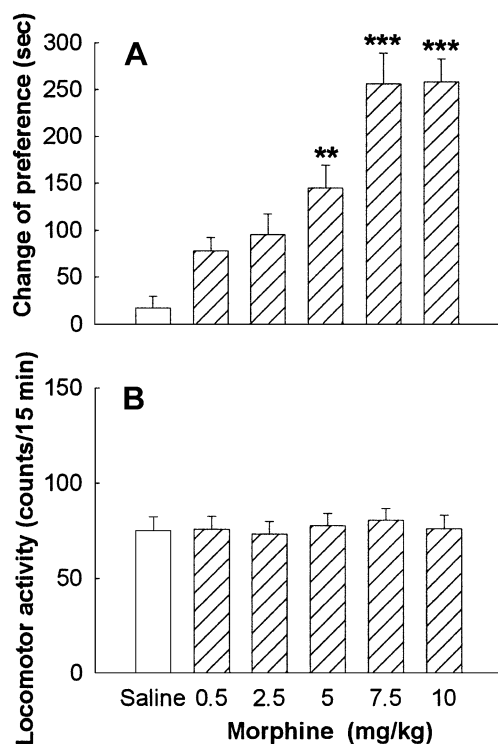 Change of preference (sec)
300
250
200
150
100
50
0
A
**
***
***
Locomotor activity (counts/15 min)
150
100
50
0
B
Saline 0.5 2.5 5 7.5 10
Morphine (mg/kg)